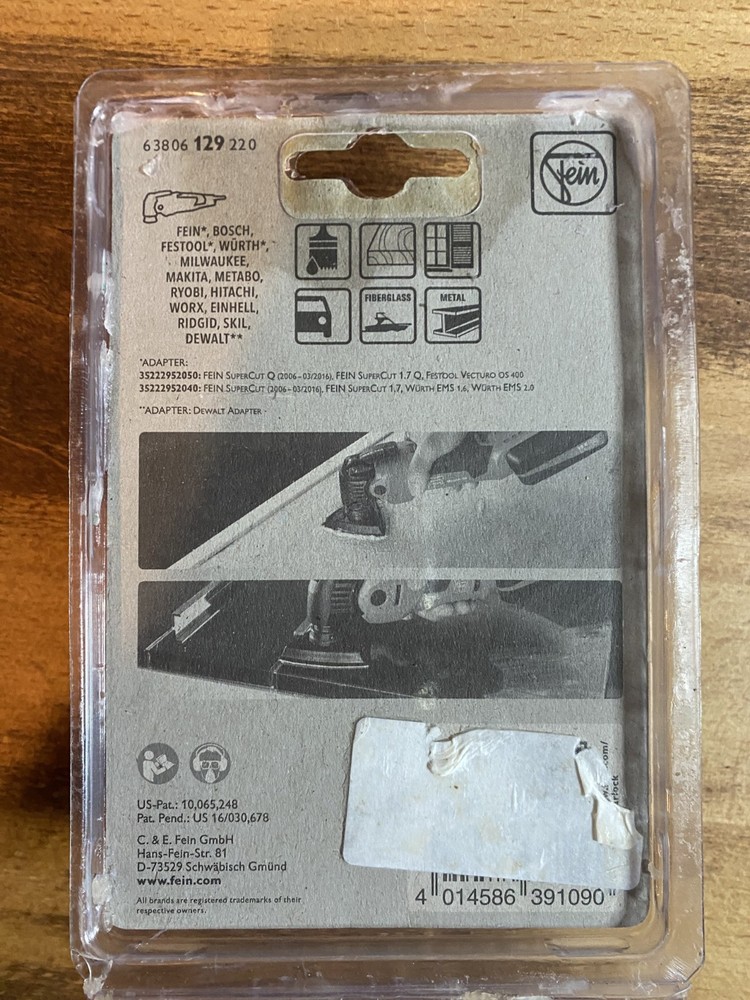 63806 129 220
fein
FEIN*, BOSCH,
FESTOOL*, WÜRTH*,
MILWAUKEE,
MAKITA, METABO,
RYOBI, HITACHI,
WORX, EINHELL,
RIDGID, SKIL,
DEWALT**
FIBERGLASS
METAL
*ADAPTER:
35222952050: FEIN SUPERCUT Q (2006–03/2016), FEIN SUPERCUT 1.7 Q, FESTOOL VECTURO OS 400
35222952040: FEIN SUPERCUT (2006–03/2016), FEIN SUPERCUT 1,7, WÜRTH EMS 1.6, WÜRTH EMS 2.0
**ADAPTER: DEWALT ADAPTER
US-Pat.: 10,065,248
Pat. Pend.: US 16/030,678
C. & E. Fein GmbH
Hans-Fein-Str. 81
D-73529 Schwäbisch Gmünd
www.fein.com
All brands are registered trademarks of their
respective owners.
.com/
rlock
4 014586 391090